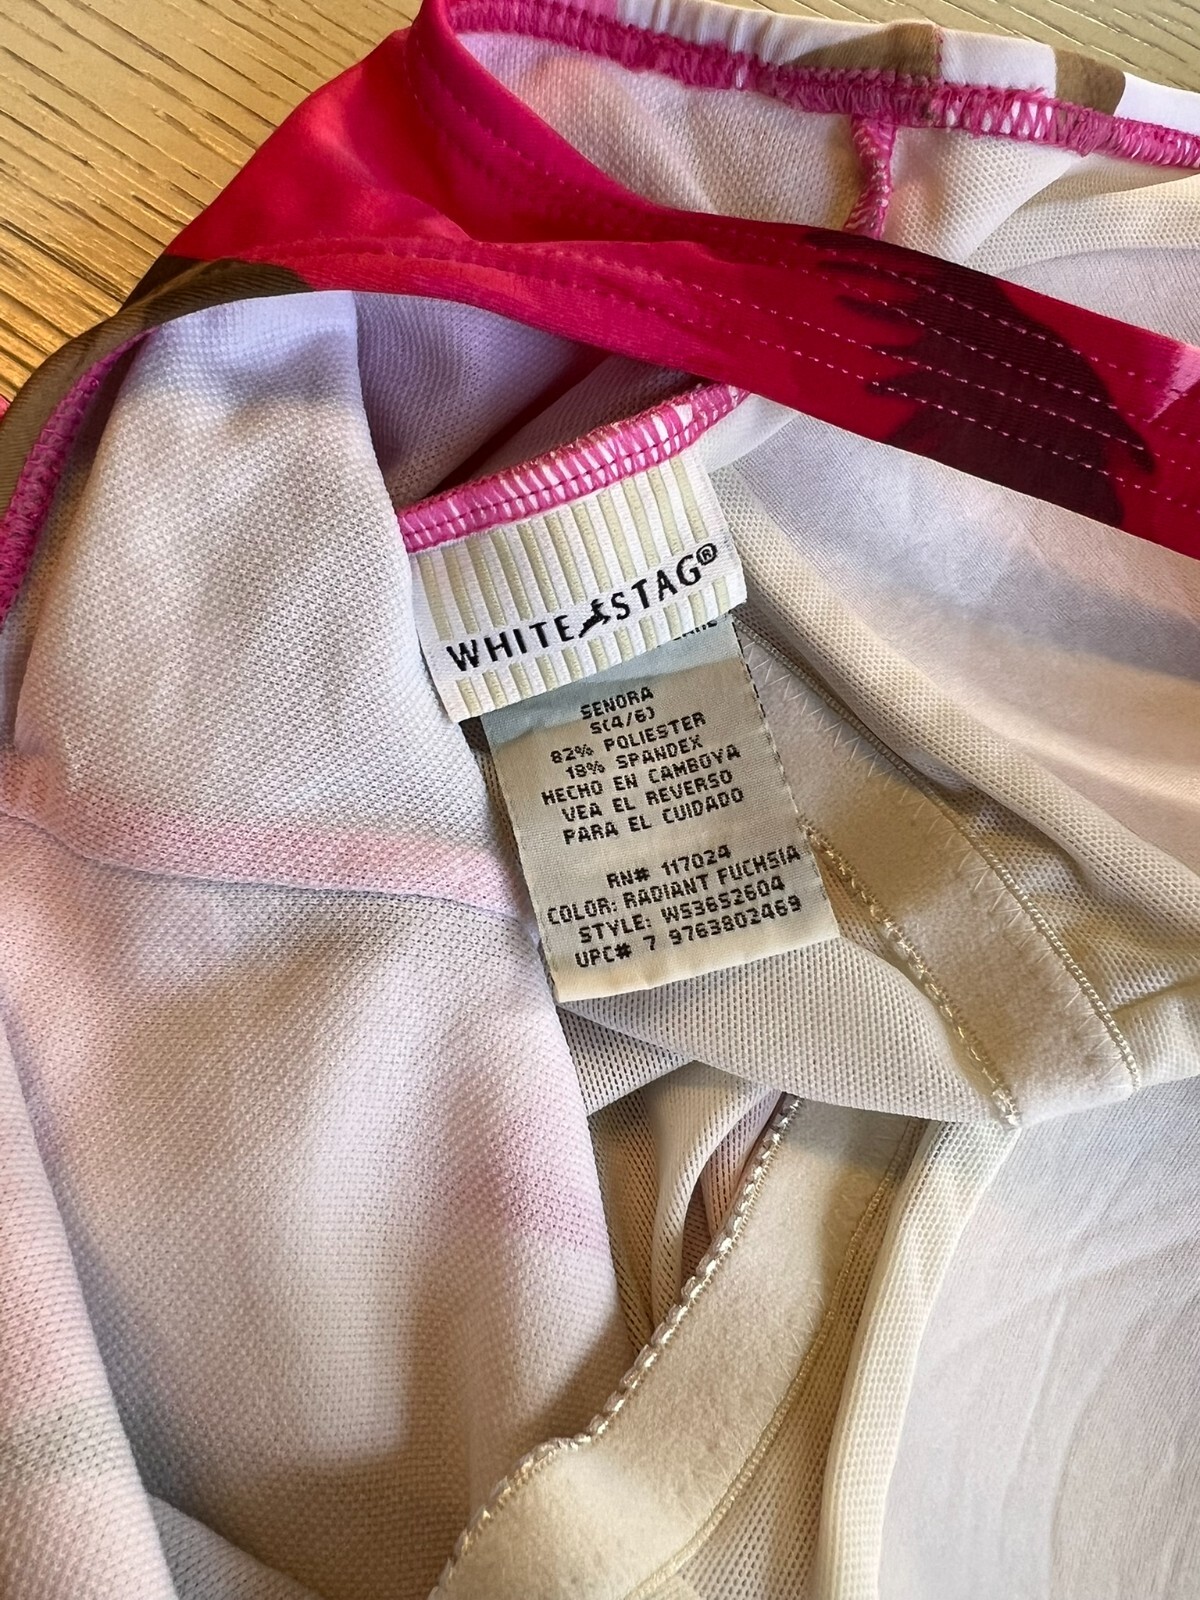 WHITE STAG®
SENORA
S(4/6)
82% POLIESTER
18% SPANDEX
HECHO EN CAMBOYA
VEA EL REVERSO
PARA EL CUIDADO
RN# 117024
COLOR: RADIANT FUCHSIA
STYLE: WS3652604
UPC# 7 9763802469